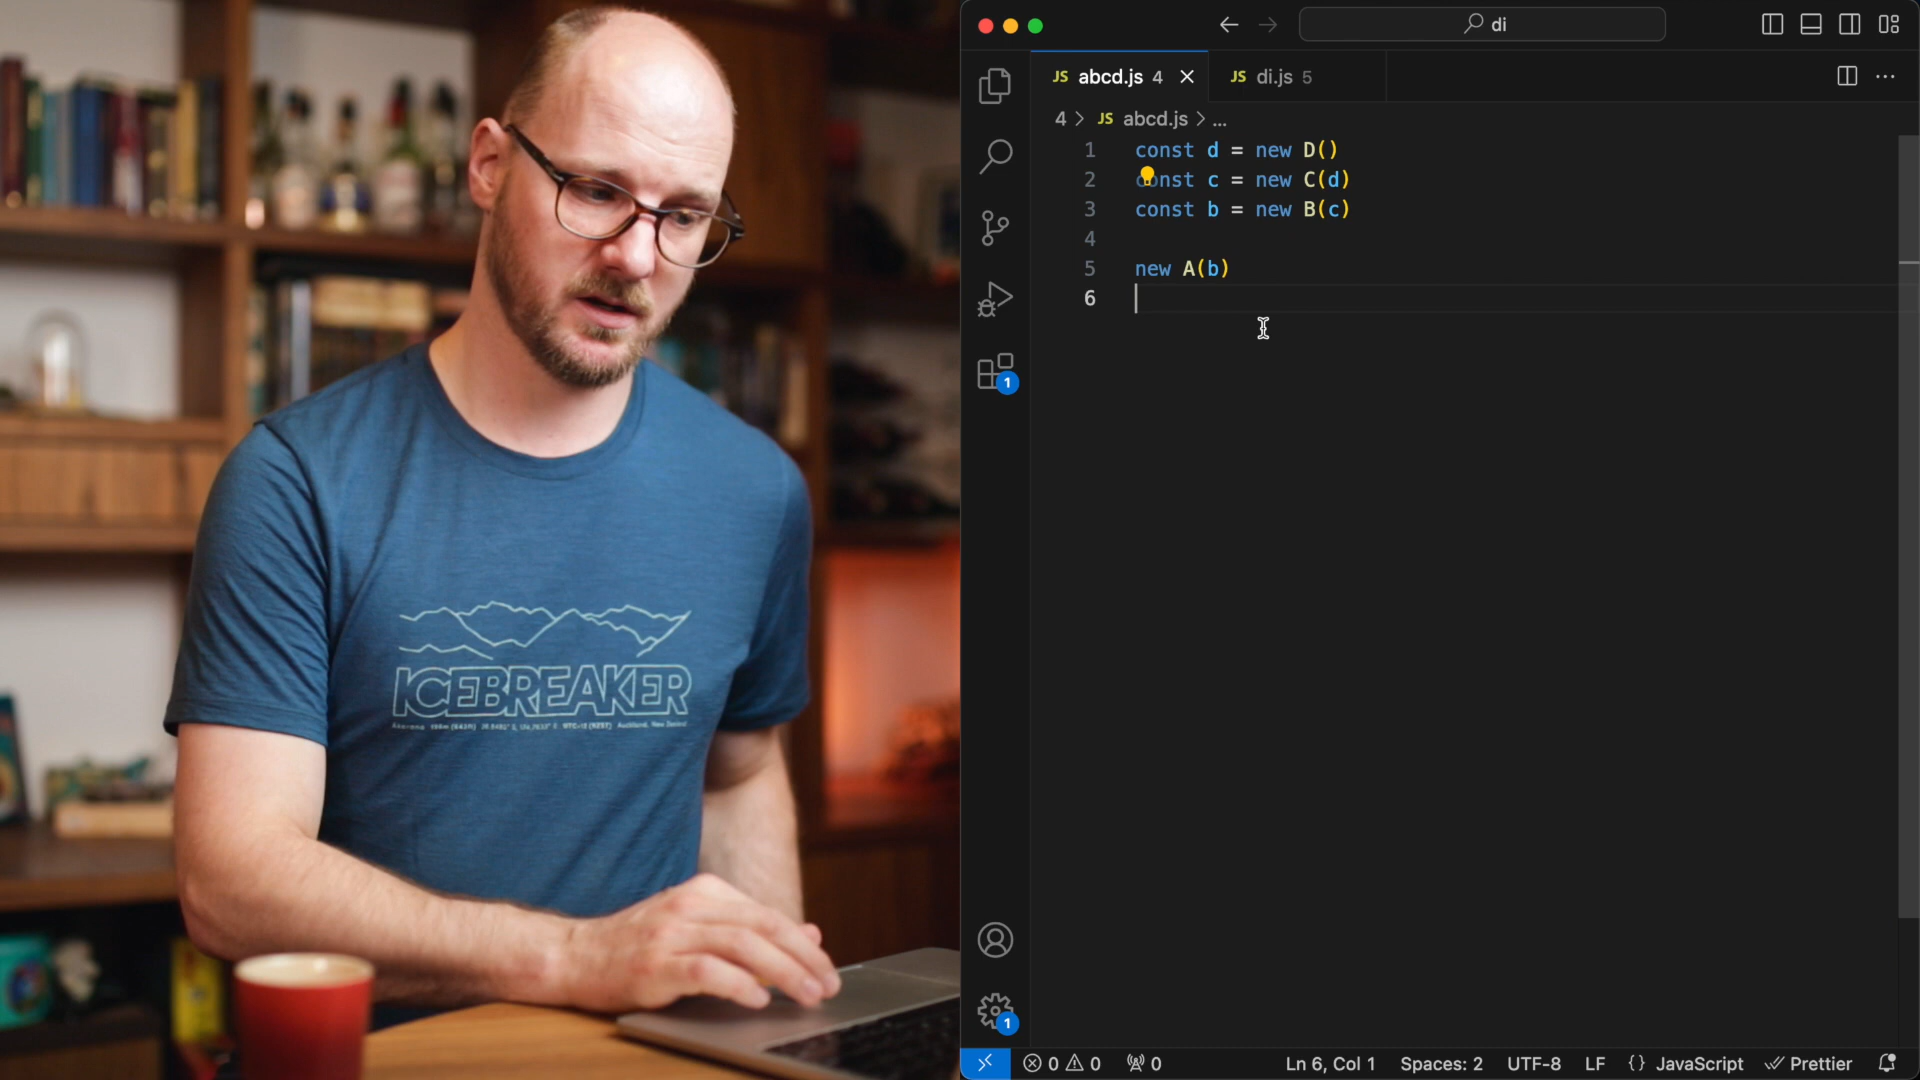 ICEBREAKER
di
JS abcd.js 4
JS di.js 5
4 > JS abcd.js > ...
1 const d = new D()
2 const c = new C(d)
3 const b = new B(c)
4
5 new A(b)
6
1
1
0 0 0
Ln 6, Col 1 Spaces: 2 UTF-8 LF {} JavaScript Prettier